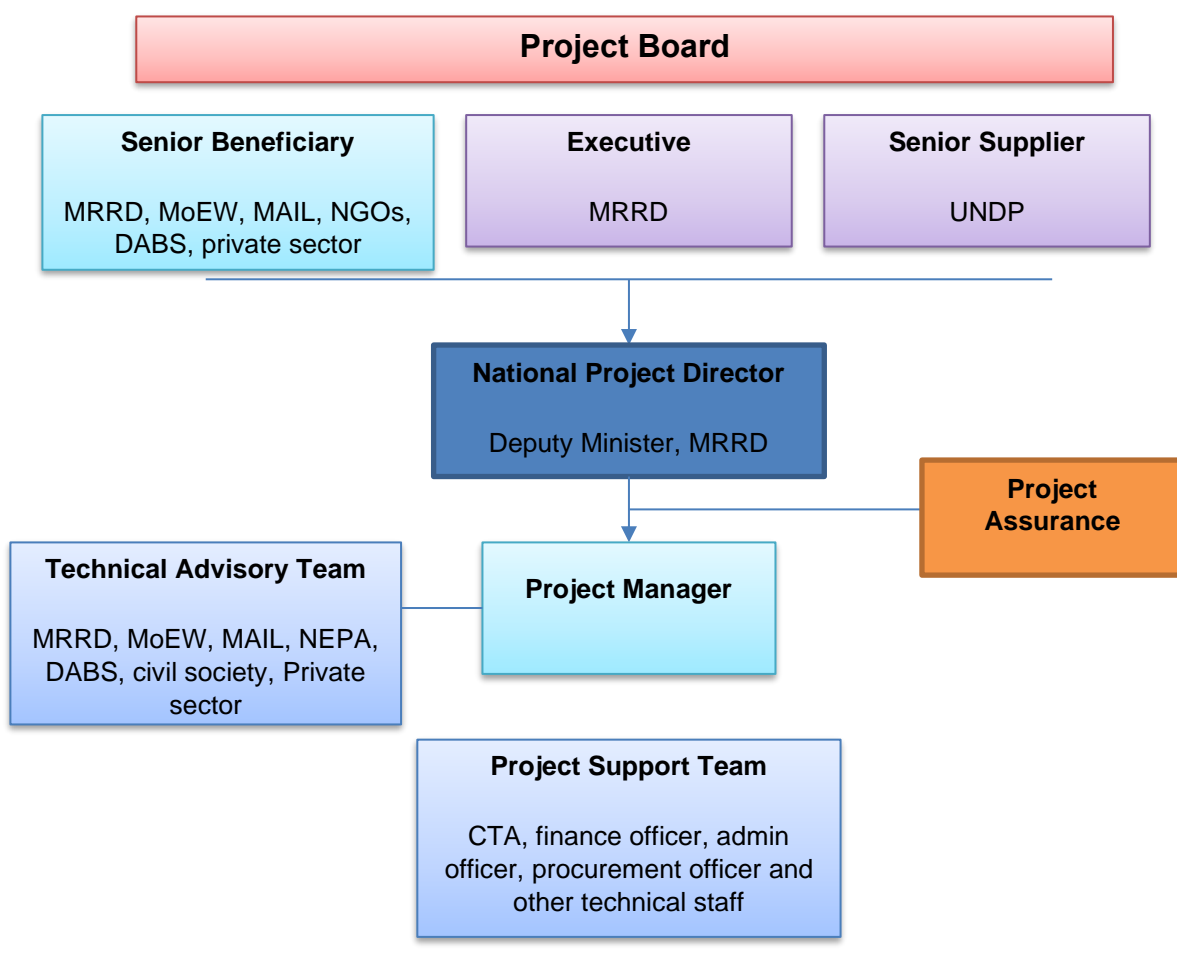 Project Board
Senior Beneficiary
MRRD, MoEW, MAIL, NGOs,
DABS, private sector
Executive
MRRD
Senior Supplier
UNDP
National Project Director
Deputy Minister, MRRD
Project
Assurance
Technical Advisory Team
MRRD, MoEW, MAIL, NEPA,
DABS, civil society, Private
sector
Project Manager
Project Support Team
CTA, finance officer, admin
officer, procurement officer and
other technical staff